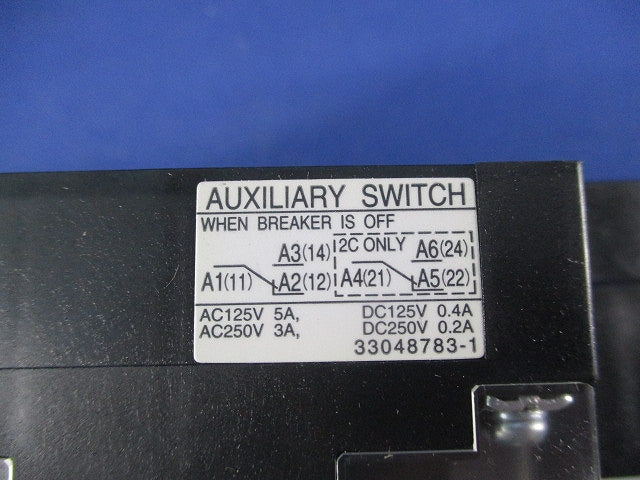 AUXILIARY SWITCH
WHEN BREAKER IS OFF
A3(14) 2C ONLY A6(24)
A1(11) A2(12) A4(21) A5(22)
AC125V 5A, DC125V 0.4A
AC250V 3A, DC250V 0.2A
33048783-1